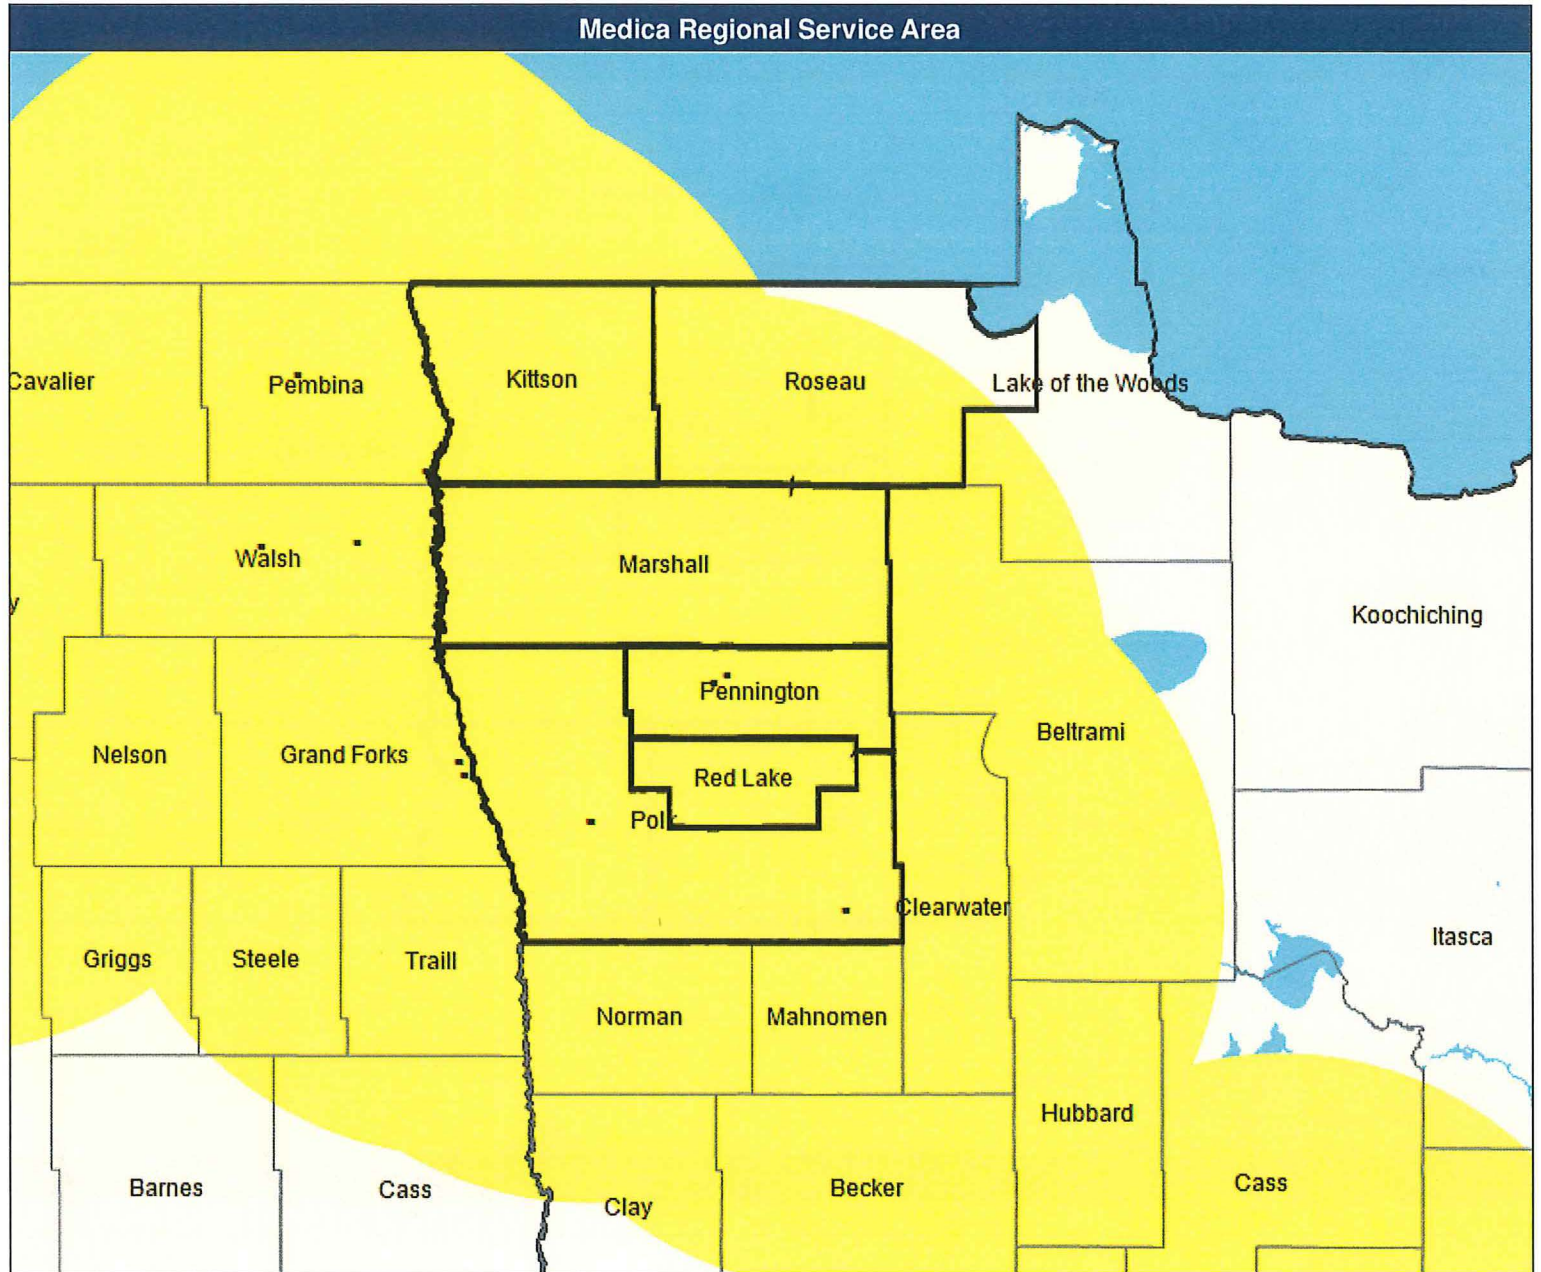 Medica Regional Service Area
Cavalier
Pembina
Kittson
Roseau
Lake of the Woods
Walsh
Marshall
y
Koochiching
Pennington
Nelson
Grand Forks
Red Lake
Beltrami
Polk
Clearwater
Griggs
Steele
Traill
Itasca
Norman
Mahnomen
Hubbard
Barnes
Cass
Clay
Becker
Cass